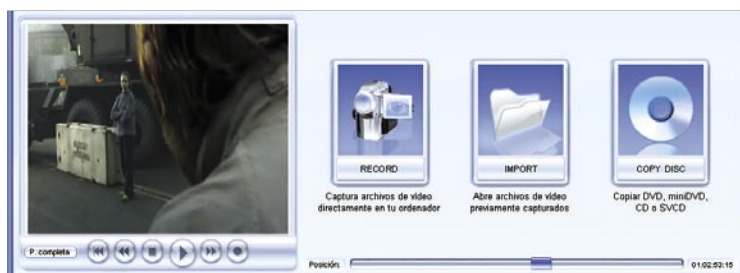 RECORD
Captura archivos de vídeo
directamente en tu ordenador
IMPORT
Abre archivos de vídeo
previamente capturados
COPY DISC
Copiar DVD, miniDVD,
CD o SVCD
P. completa
Posición:
01:02:53:15